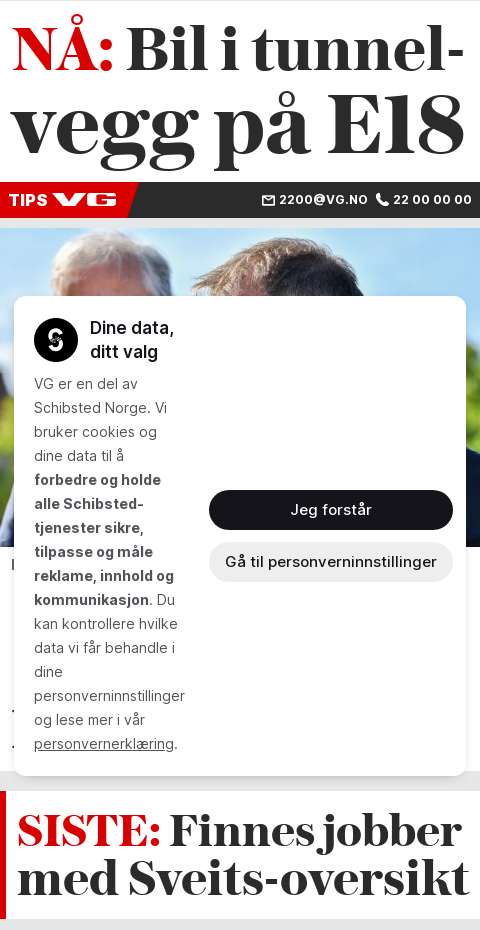 NÅ: Bil i tunnel-
vegg på E18
TIPS VG
2200@VG.NO 22 00 00 00
Dine data,
ditt valg
VG er en del av
Schibsted Norge. Vi
bruker cookies og
dine data til å
forbedre og holde
alle Schibsted-
tjenester sikre,
tilpasse og måle
reklame, innhold og
kommunikasjon. Du
kan kontrollere hvilke
data vi får behandle i
dine
personverninnstillinger
og lese mer i vår
personvernerklæring.
Jeg forstår
Gå til personverninnstillinger
SISTE: Finnes jobber
med Sveits-oversikt